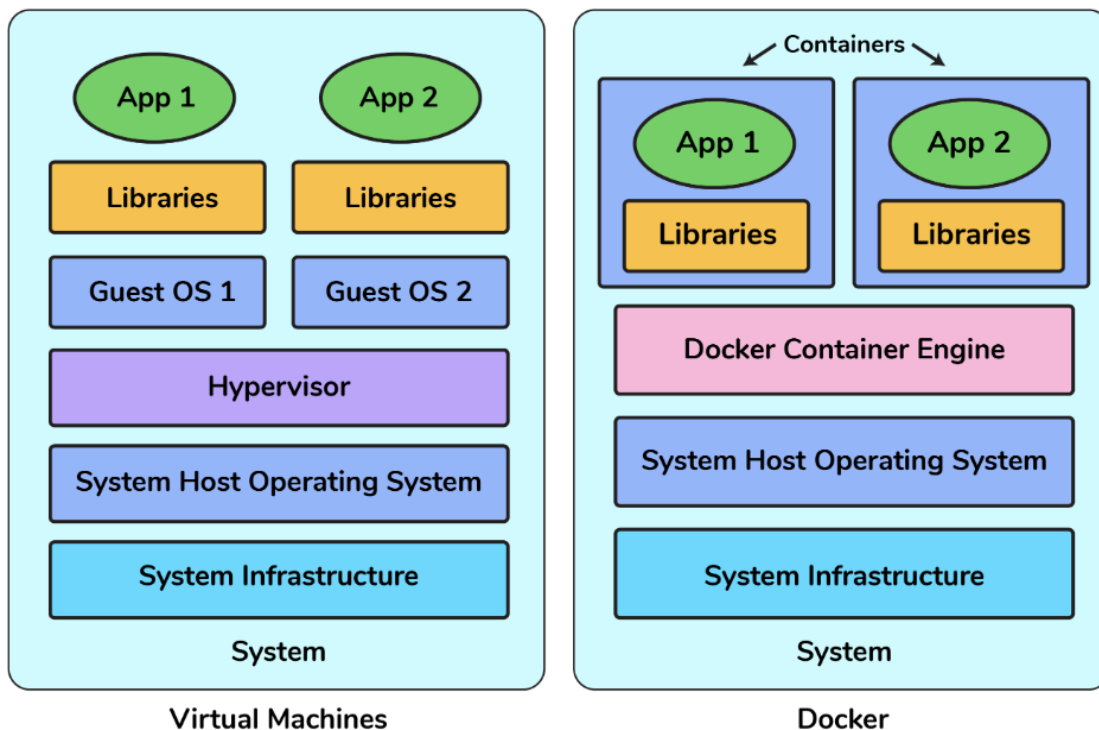 App 1
App 2
Libraries
Libraries
Guest OS 1
Guest OS 2
Hypervisor
System Host Operating System
System Infrastructure
System
Virtual Machines
Containers
App 1
App 2
Libraries
Libraries
Docker Container Engine
System Host Operating System
System Infrastructure
System
Docker